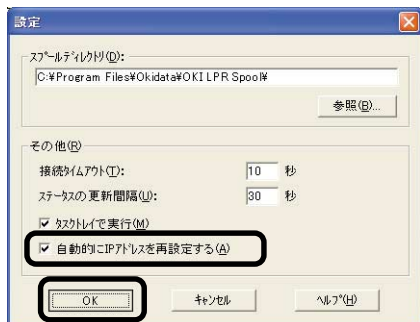 設定
スプールディレクトリ(D):
C:¥Program Files¥Okidata¥OKI LPR Spool¥
参照(B)...
その他(R)
接続タイムアウト(T): 10 秒
ステータスの更新間隔(U): 30 秒
タスクトレイで実行(M)
自動的にIPアドレスを再設定する(A)
OK キャンセル ヘルプ(H)